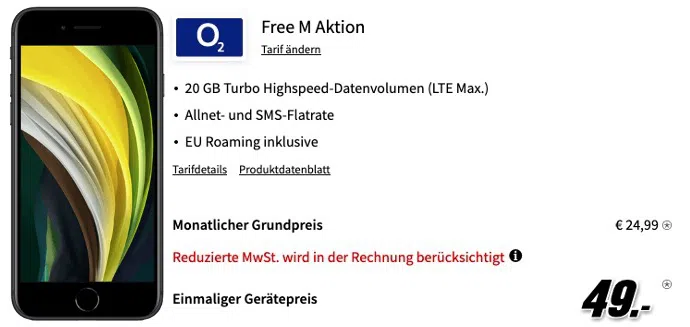 O2
Free M Aktion
Tarif ändern
• 20 GB Turbo Highspeed-Datenvolumen (LTE Max.)
• Allnet- und SMS-Flatrate
• EU Roaming inklusive
Tarifdetails Produktdatenblatt
Monatlicher Grundpreis € 24,99 ⍟
Reduzierte MwSt. wird in der Rechnung berücksichtigt i
Einmaliger Gerätepreis 49.- ⍟